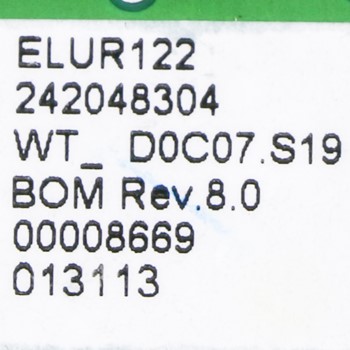 ELUR122
242048304
WT_ D0C07.S19
BOM Rev.8.0
00008669
013113